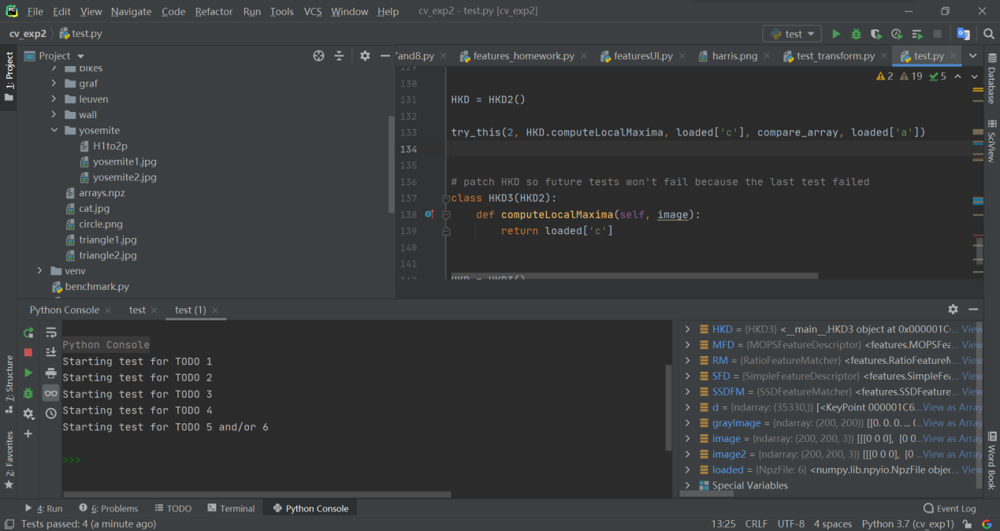 File Edit View Navigate Code Refactor Run Tools VCS Window Help cv_exp2 - test.py [cv_exp2]
cv_exp2 test.py test
1: Project
Project
bikes
graf
leuven
wall
yosemite
H1to2p
yosemite1.jpg
yosemite2.jpg
arrays.npz
cat.jpg
circle.png
triangle1.jpg
triangle2.jpg
venv
benchmark.py
and8.py features_homework.py featuresUI.py harris.png test_transform.py test.py
2 19 5
129
130
131 HKD = HKD2()
132
133 try_this(2, HKD.computeLocalMaxima, loaded['c'], compare_array, loaded['a'])
134
135
136 # patch HKD so future tests won't fail because the last test failed
137 class HKD3(HKD2):
138 def computeLocalMaxima(self, image):
139 return loaded['c']
140
141
142 HKD = HKD3()
Database
SciView
Python Console test test (1)
Python Console
Starting test for TODO 1
Starting test for TODO 2
Starting test for TODO 3
Starting test for TODO 4
Starting test for TODO 5 and/or 6
>>>
HKD = {HKD3} <__main__.HKD3 object at 0x000001C... View
MFD = {MOPSFeatureDescriptor} <features.MOPSFea... View
RM = {RatioFeatureMatcher} <features.RatioFeatureM... View
SFD = {SimpleFeatureDescriptor} <features.SimpleFea... View
SSDFM = {SSDFeatureMatcher} <features.SSDFeature... View
d = {ndarray: (35330,)} [<KeyPoint 000001C6...View as Array
grayImage = {ndarray: (200, 200)} [[0. 0. 0. ... (...View as Array
image = {ndarray: (200, 200, 3)} [[[0 0 0], [0 0...View as Array
image2 = {ndarray: (200, 200, 3)} [[[0 0 0], [0 ...View as Array
loaded = {NpzFile: 6} <numpy.lib.npyio.NpzFile objec... View
Special Variables
7: Structure
2: Favorites
Word Book
4: Run 6: Problems TODO Terminal Python Console Event Log
Tests passed: 4 (a minute ago) 13:25 CRLF UTF-8 4 spaces Python 3.7 (cv_exp1)